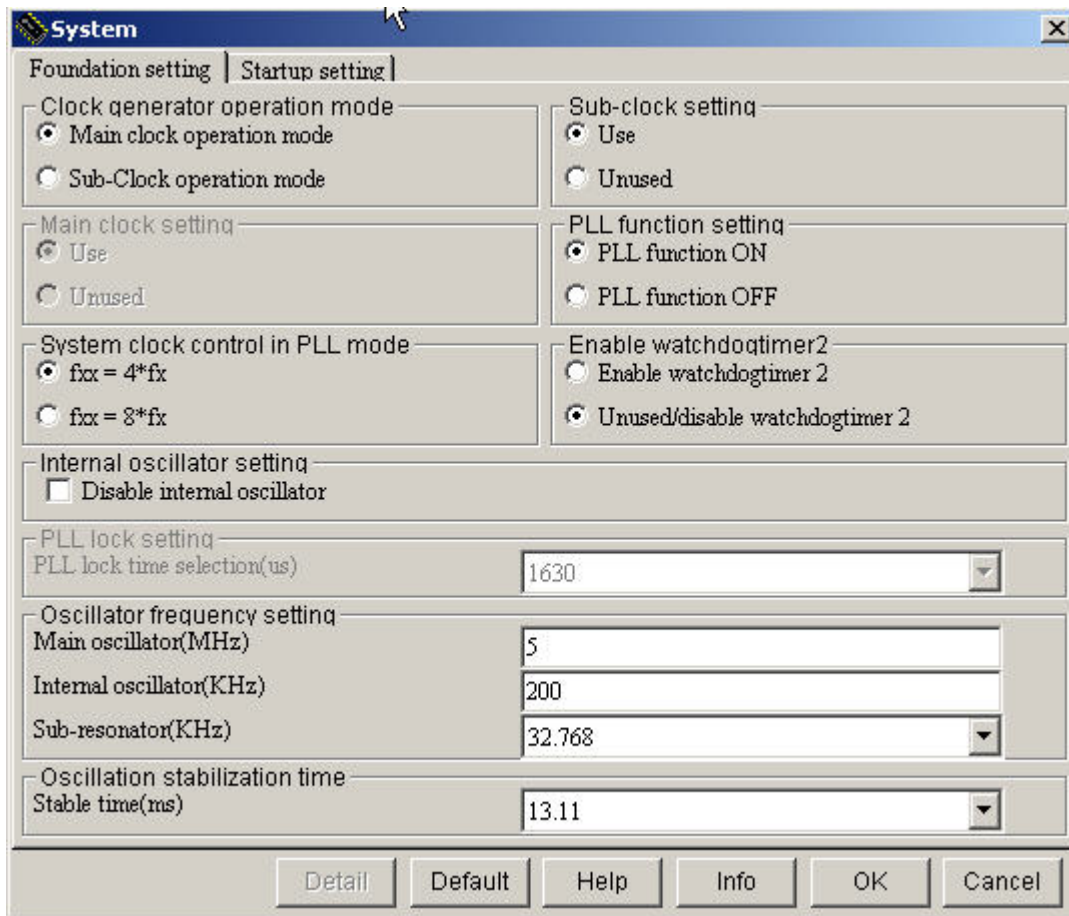 System
Foundation setting
Startup setting
Clock generator operation mode
Main clock operation mode
Sub-Clock operation mode
Sub-clock setting
Use
Unused
Main clock setting
Use
Unused
PLL function setting
PLL function ON
PLL function OFF
System clock control in PLL mode
fxx = 4*fx
fxx = 8*fx
Enable watchdogtimer2
Enable watchdogtimer 2
Unused/disable watchdogtimer 2
Internal oscillator setting
Disable internal oscillator
PLL lock setting
PLL lock time selection(us)
1630
Oscillator frequency setting
Main oscillator(MHz)
5
Internal oscillator(KHz)
200
Sub-resonator(KHz)
32.768
Oscillation stabilization time
Stable time(ms)
13.11
Detail
Default
Help
Info
OK
Cancel